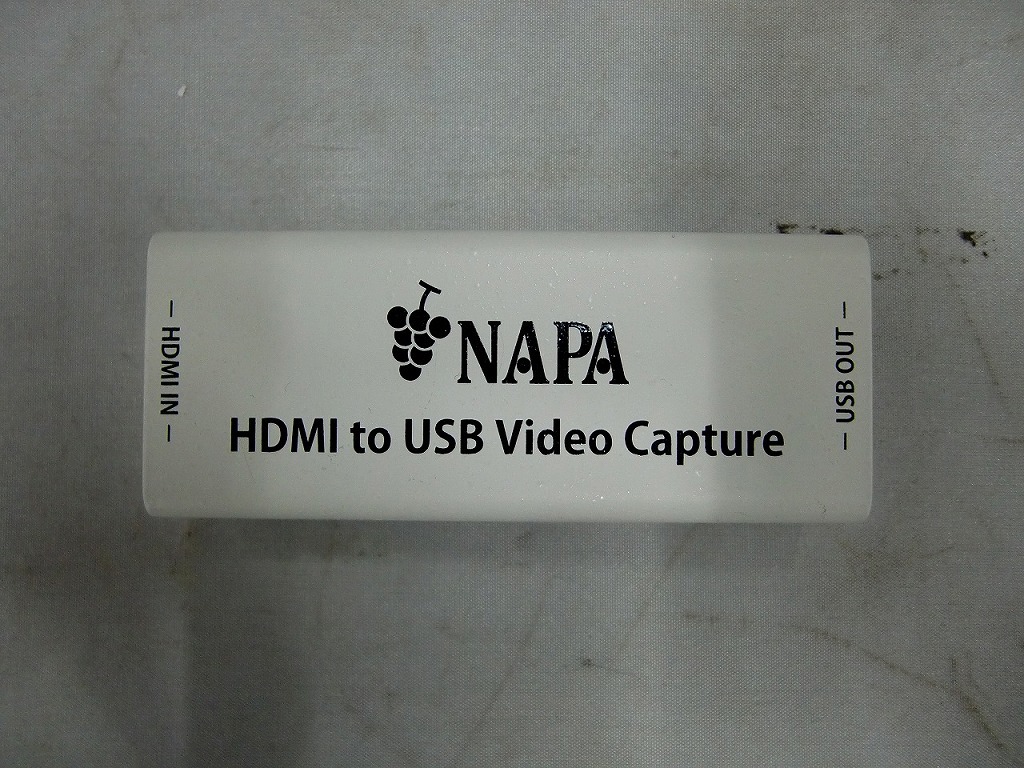 NAPA
HDMI to USB Video Capture
— HDMI IN —
— USB OUT —